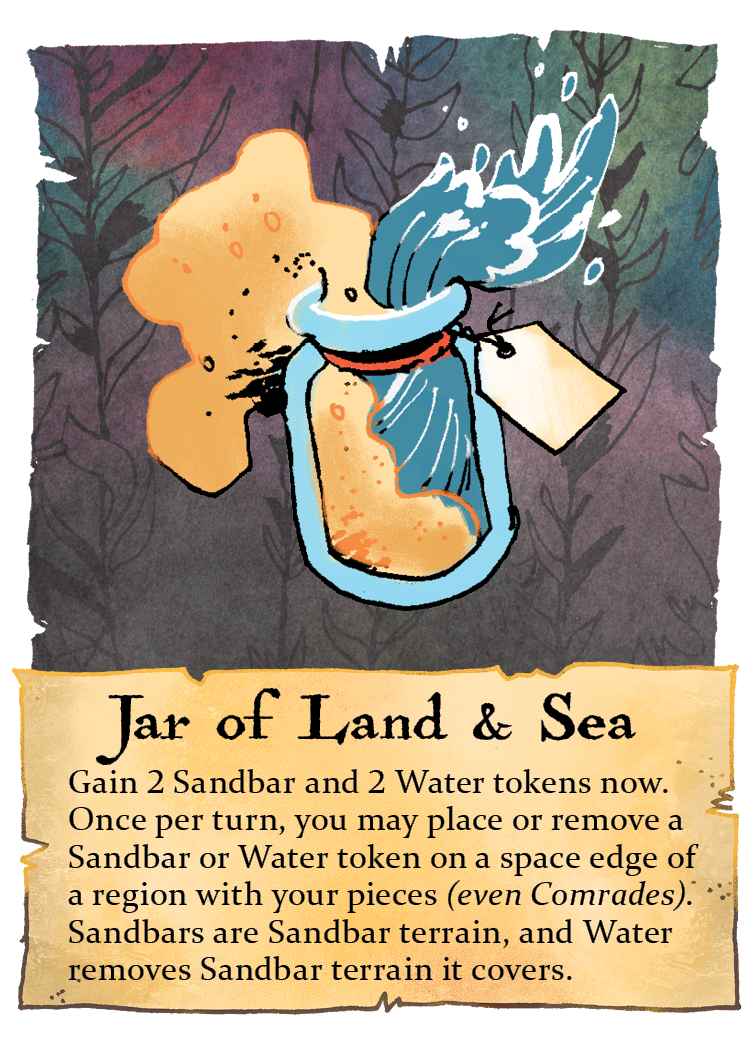 Jar of Land & Sea
Gain 2 Sandbar and 2 Water tokens now.
Once per turn, you may place or remove a
Sandbar or Water token on a space edge of
a region with your pieces (even Comrades).
Sandbars are Sandbar terrain, and Water
removes Sandbar terrain it covers.